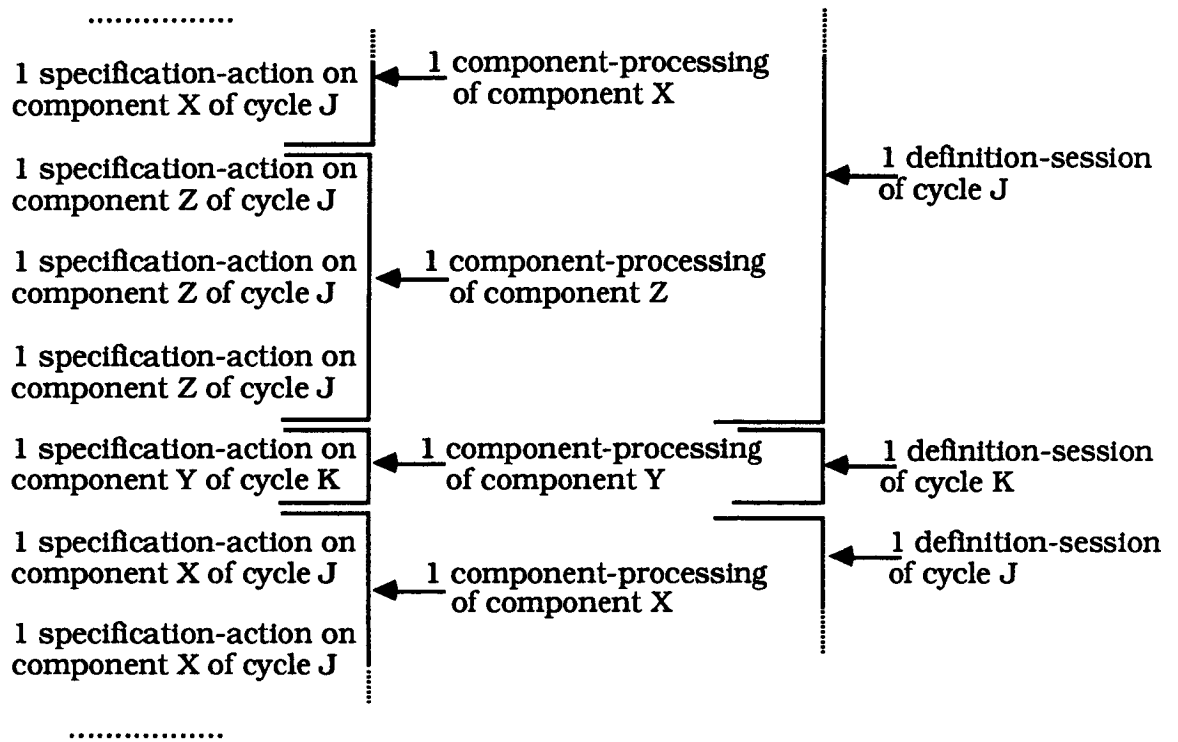 1 specification-action on
component X of cycle J
1 component-processing
of component X
1 specification-action on
component Z of cycle J
1 definition-session
of cycle J
1 specification-action on
component Z of cycle J
1 component-processing
of component Z
1 specification-action on
component Z of cycle J
1 specification-action on
component Y of cycle K
1 component-processing
of component Y
1 definition-session
of cycle K
1 specification-action on
component X of cycle J
1 component-processing
of component X
1 definition-session
of cycle J
1 specification-action on
component X of cycle J